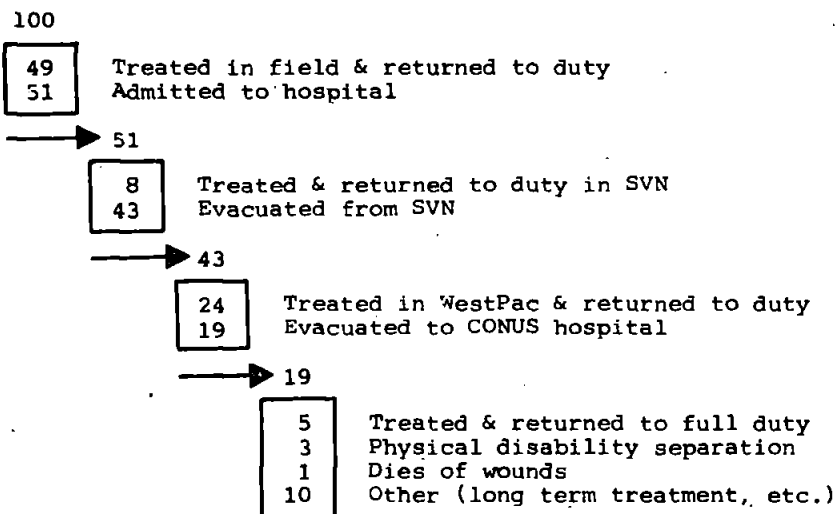 100
49 Treated in field & returned to duty
51 Admitted to hospital
51
8 Treated & returned to duty in SVN
43 Evacuated from SVN
43
24 Treated in WestPac & returned to duty
19 Evacuated to CONUS hospital
19
5 Treated & returned to full duty
3 Physical disability separation
1 Dies of wounds
10 Other (long term treatment, etc.)